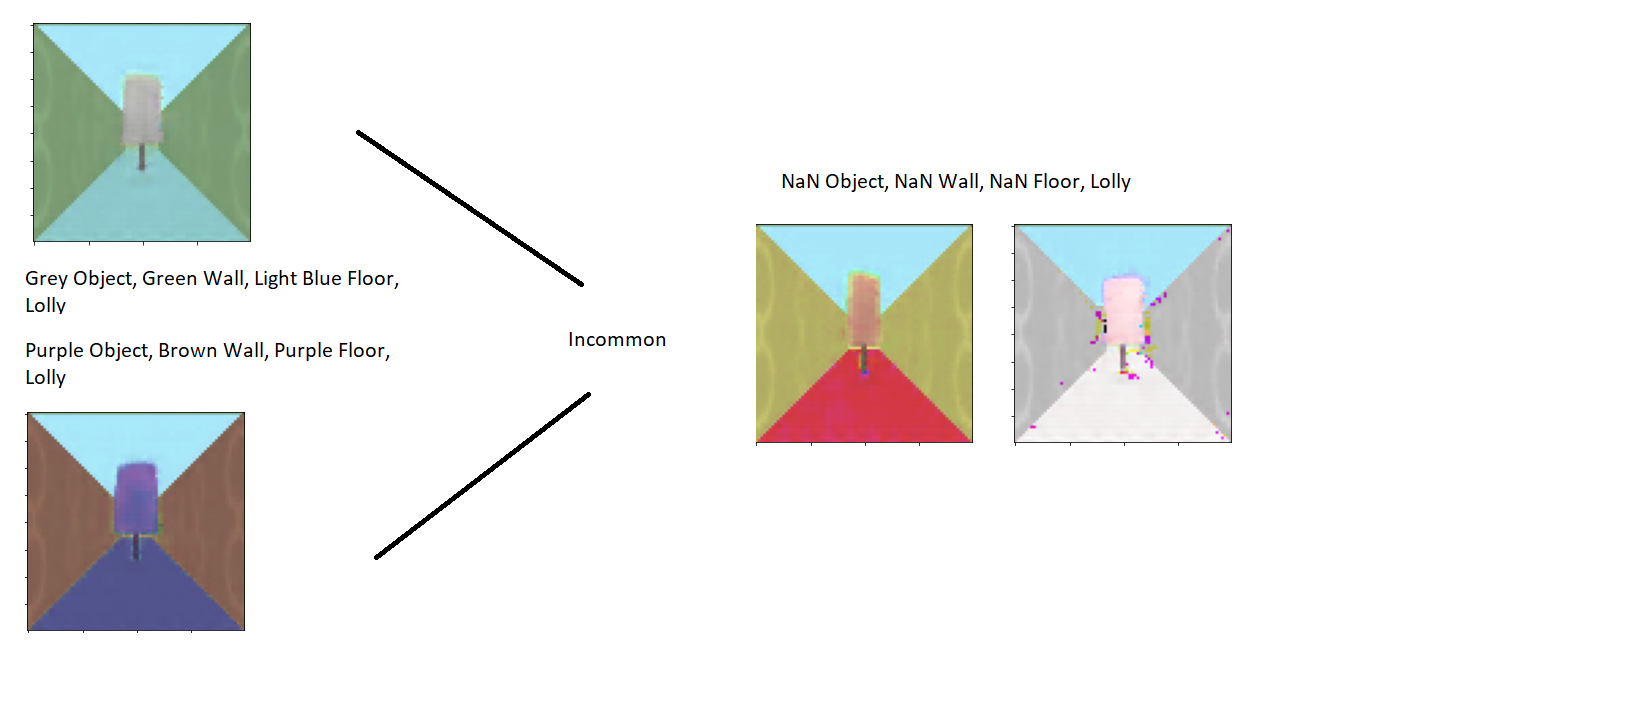 Grey Object, Green Wall, Light Blue Floor,
Lolly
Purple Object, Brown Wall, Purple Floor,
Lolly
Incommon
NaN Object, NaN Wall, NaN Floor, Lolly